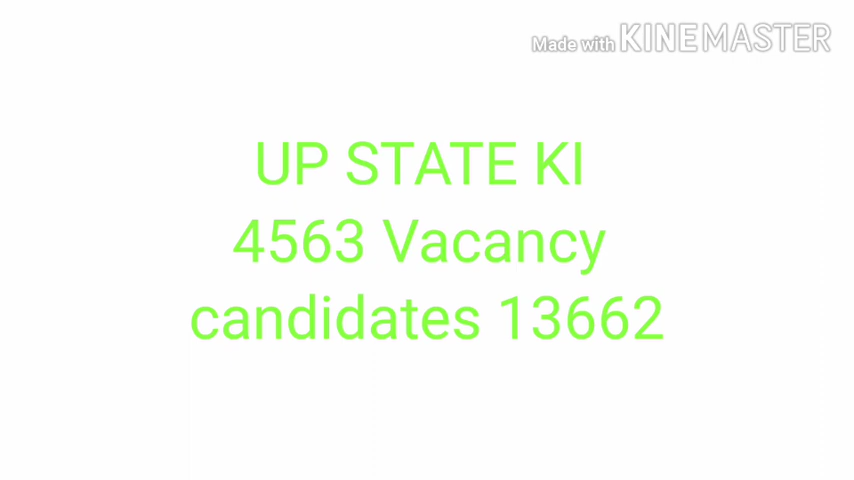 Made with KINEMASTER
UP STATE KI
4563 Vacancy
candidates 13662